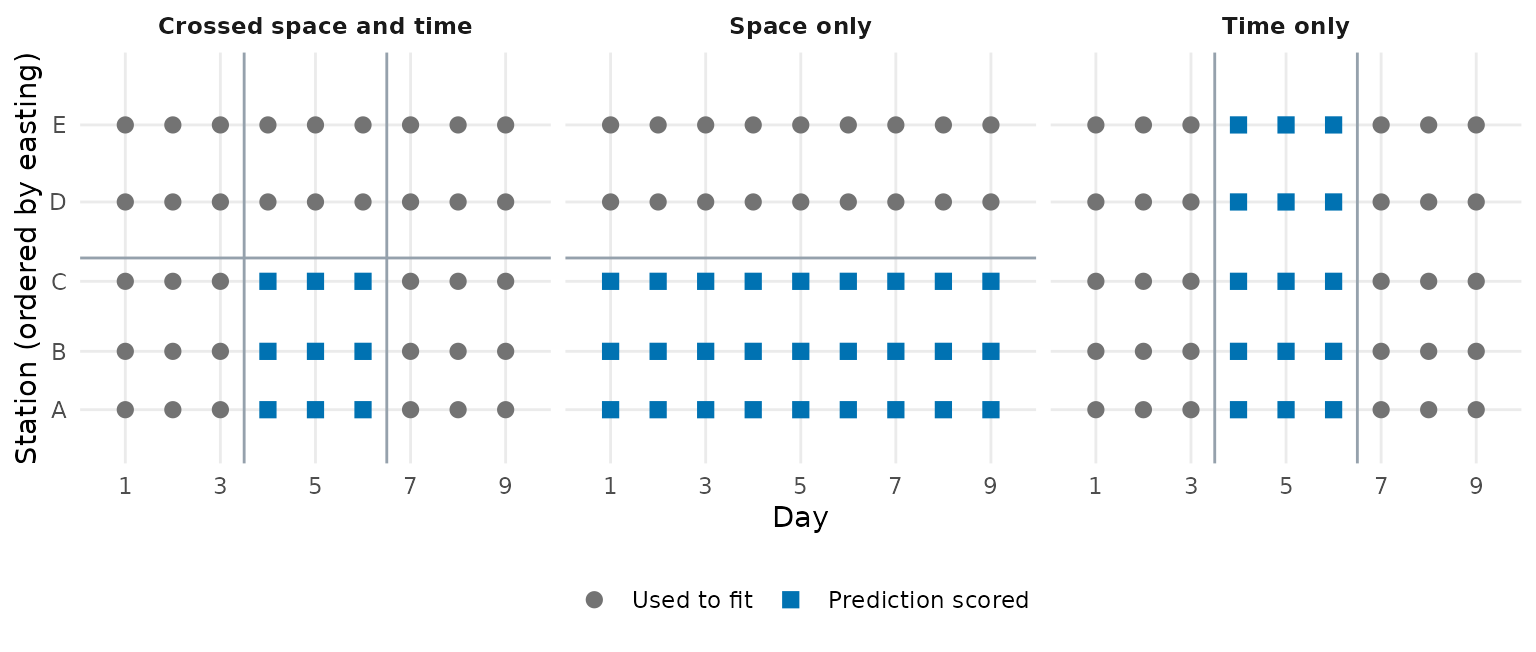 Crossed space and time
Space only
Time only
Station (ordered by easting)
E
D
C
B
A
1 3 5 7 9
1 3 5 7 9
1 3 5 7 9
Day
Used to fit
Prediction scored